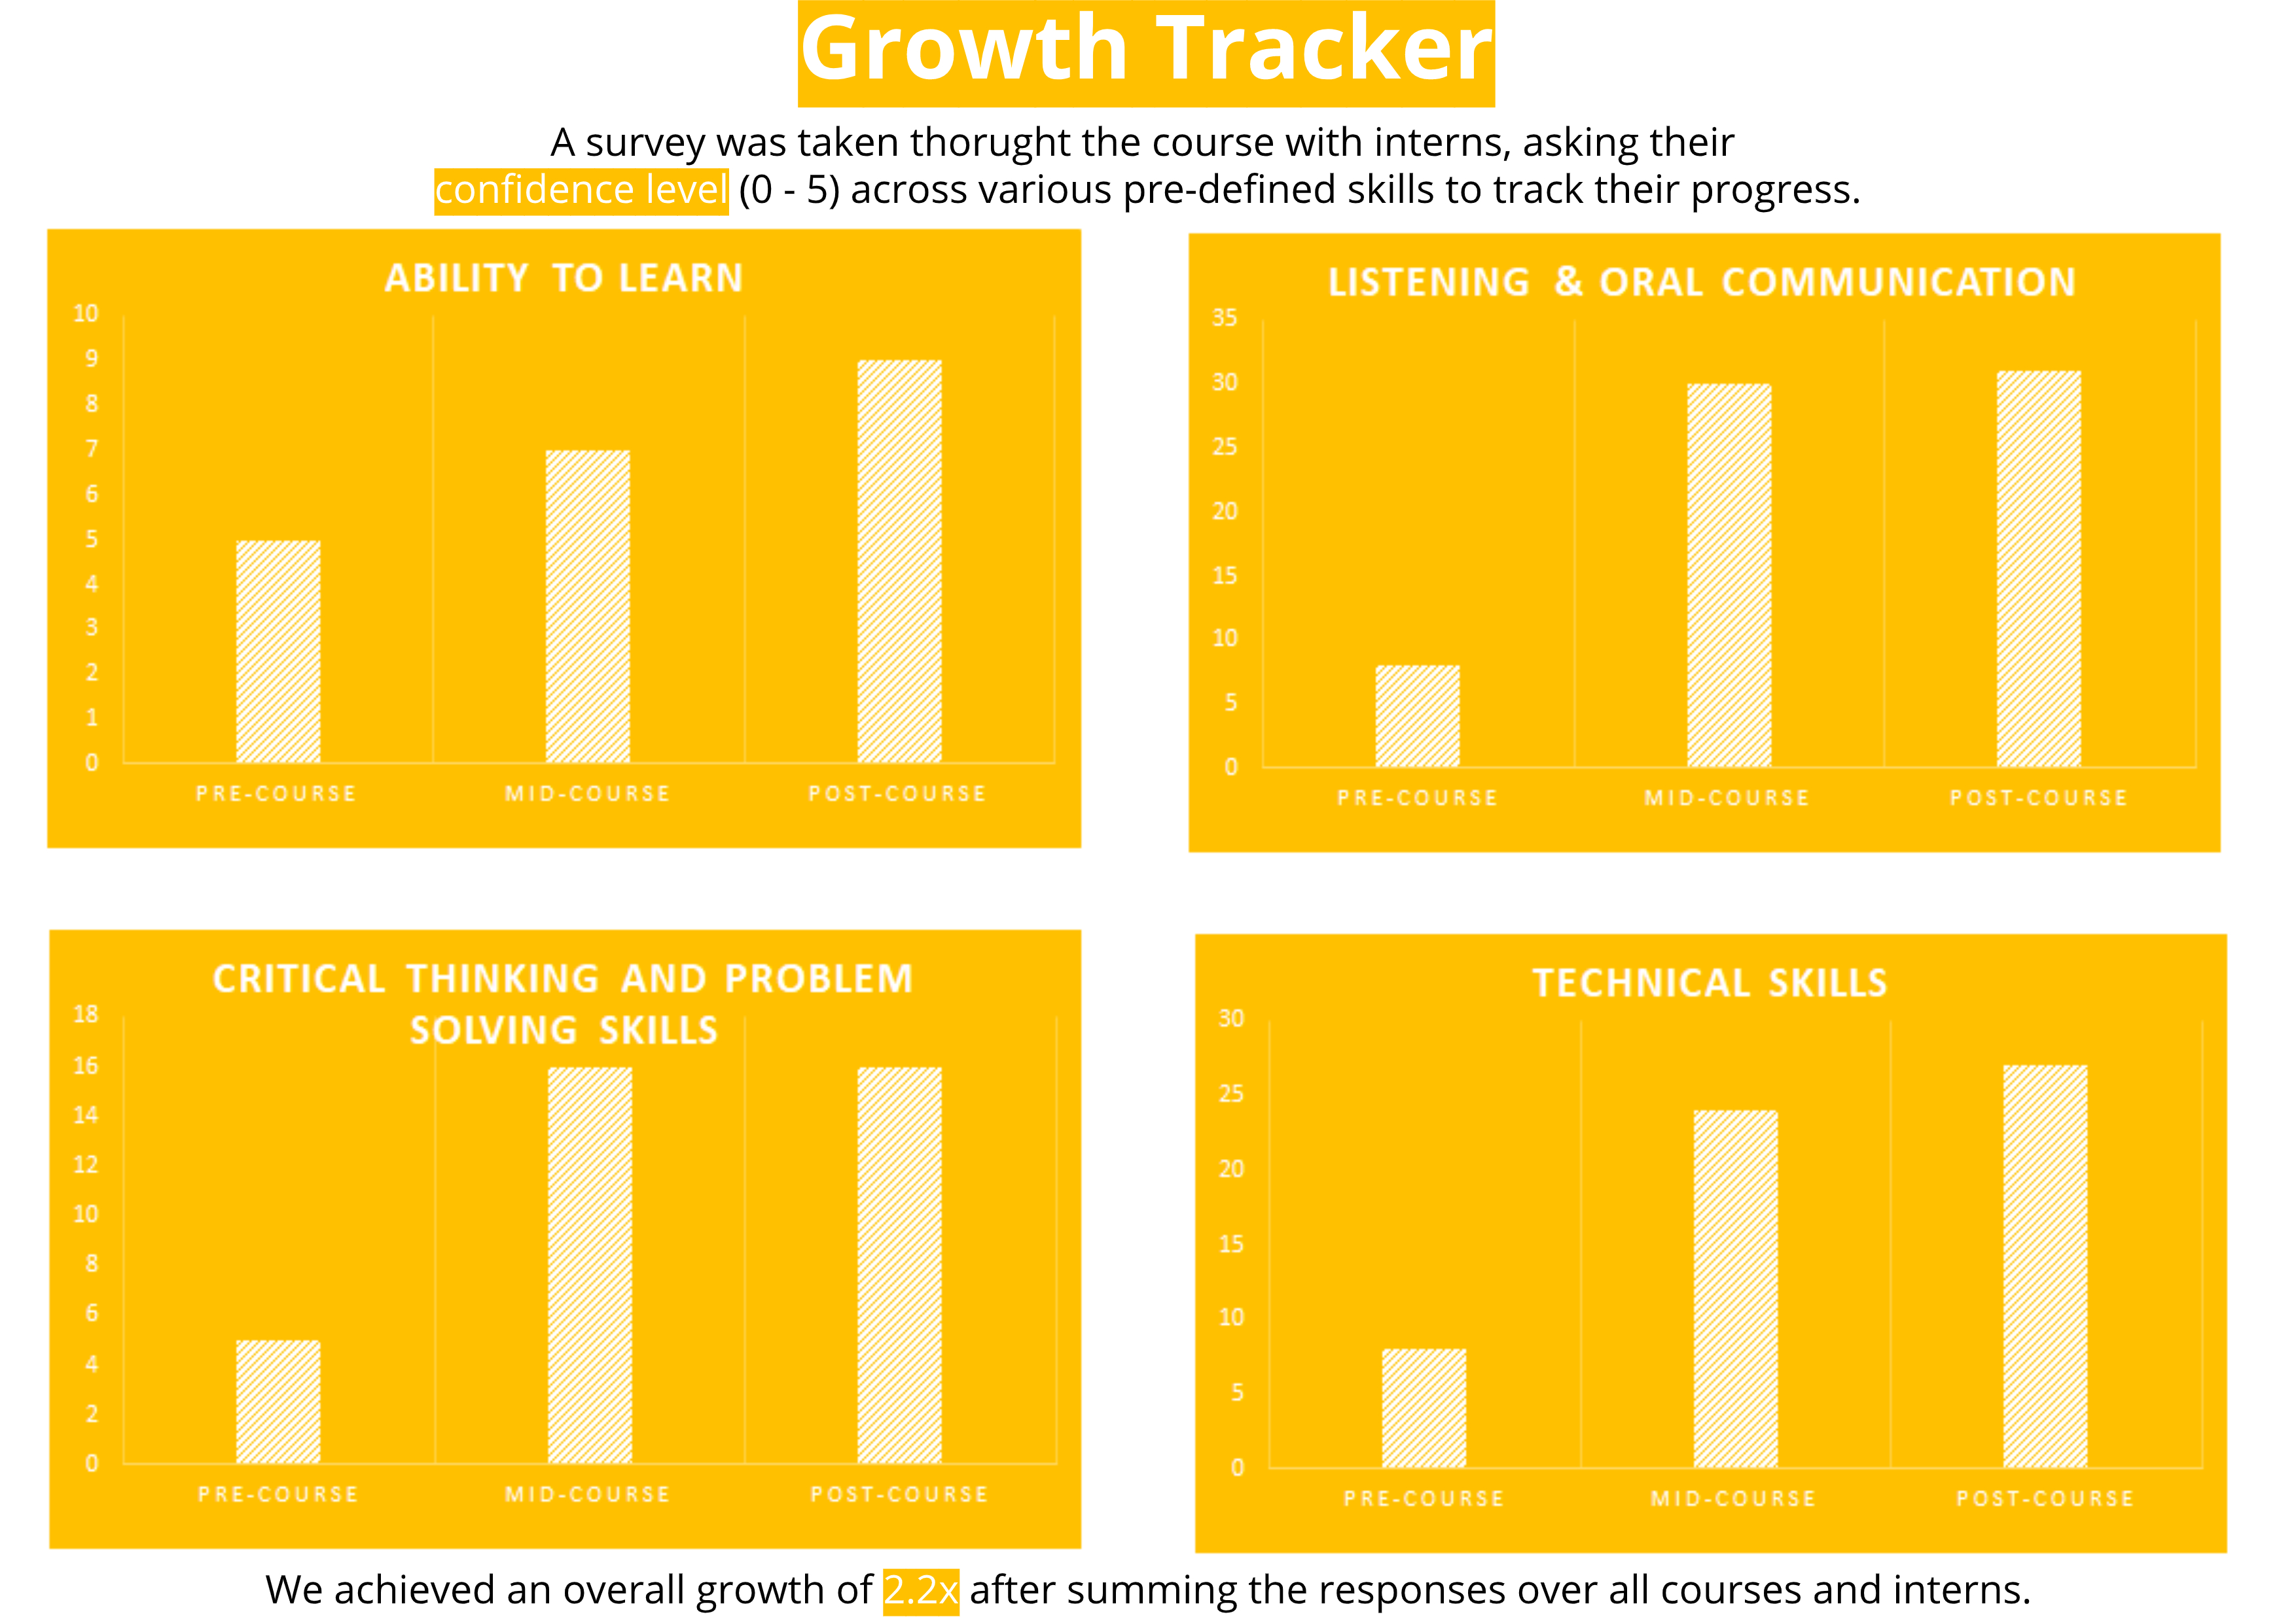 Growth Tracker
A survey was taken thorught the course with interns, asking their
confidence level (0 - 5) across various pre-defined skills to track their progress.
ABILITY TO LEARN
10
9
8
7
6
5
4
3
2
1
0
PRE-COURSE MID-COURSE POST-COURSE
LISTENING & ORAL COMMUNICATION
35
30
25
20
15
10
5
0
PRE-COURSE MID-COURSE POST-COURSE
CRITICAL THINKING AND PROBLEM
SOLVING SKILLS
18
16
14
12
10
8
6
4
2
0
PRE-COURSE MID-COURSE POST-COURSE
TECHNICAL SKILLS
30
25
20
15
10
5
0
PRE-COURSE MID-COURSE POST-COURSE
We achieved an overall growth of 2.2x after summing the responses over all courses and interns.